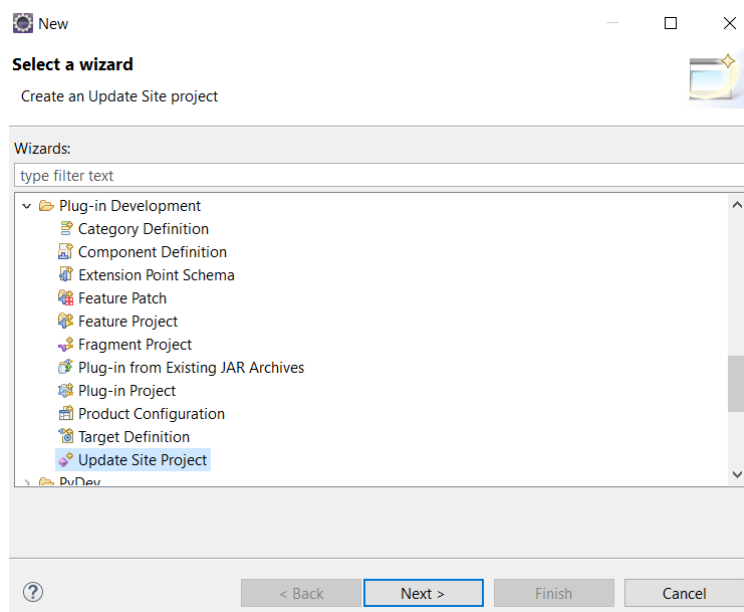 New
Select a wizard
Create an Update Site project
Wizards:
type filter text
Plug-in Development
Category Definition
Component Definition
Extension Point Schema
Feature Patch
Feature Project
Fragment Project
Plug-in from Existing JAR Archives
Plug-in Project
Product Configuration
Target Definition
Update Site Project
PyDev
? < Back Next > Finish Cancel